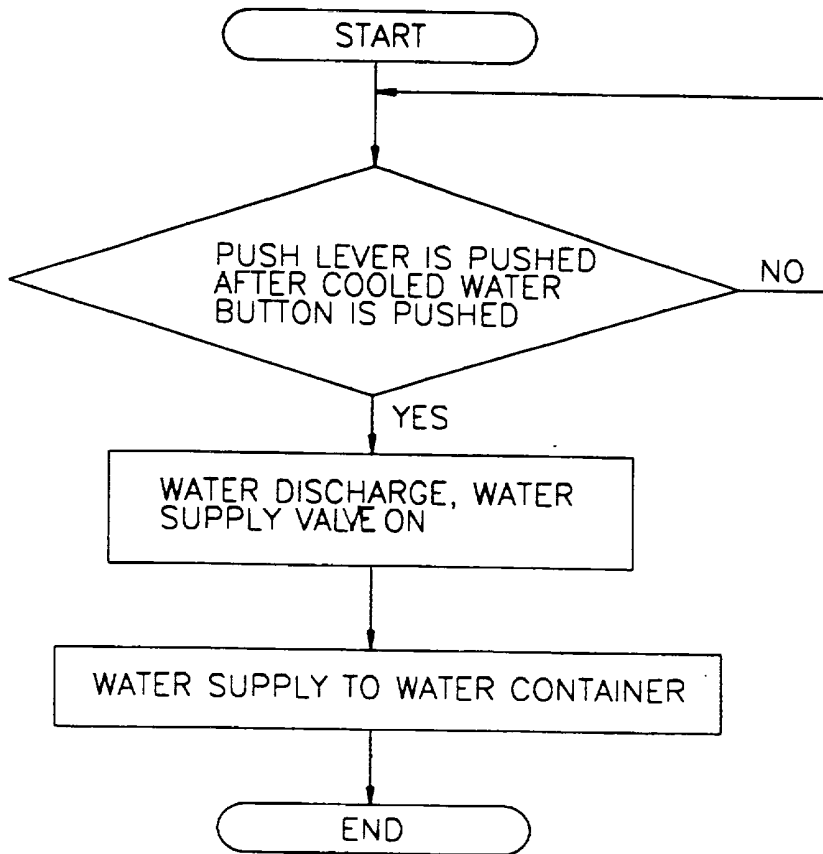 START
PUSH LEVER IS PUSHED
AFTER COOLED WATER
BUTTON IS PUSHED
NO
YES
WATER DISCHARGE, WATER
SUPPLY VALVE ON
WATER SUPPLY TO WATER CONTAINER
END